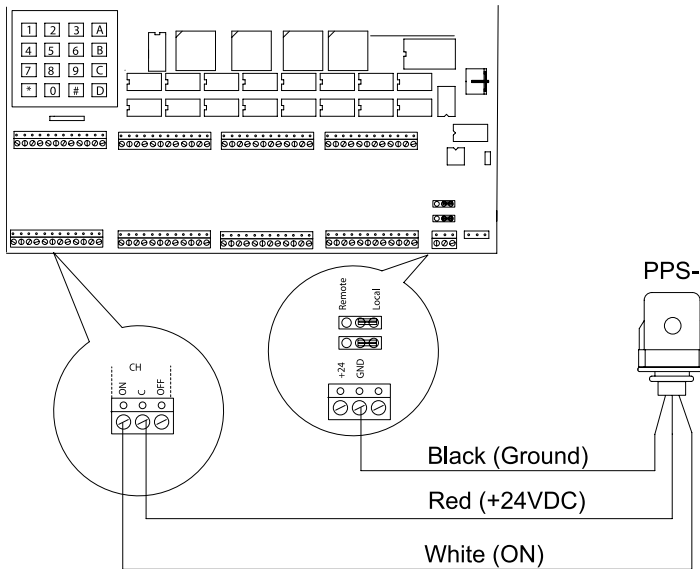 1 2 3 A
4 5 6 B
7 8 9 C
* 0 # D
PPS-
Remote
Local
CH
ON
C
OFF
+24
GND
Black (Ground)
Red (+24VDC)
White (ON)